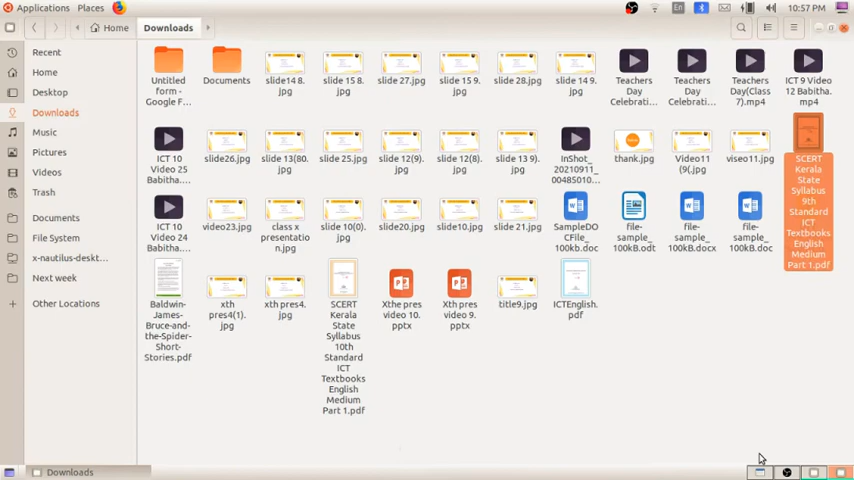 Applications Places En 10:57 PM
Home Downloads
Recent
Home
Desktop
Downloads
Music
Pictures
Videos
Trash
Documents
File System
x-nautilus-deskt...
Next week
Other Locations
Untitled
form -
Google F...
Documents
slide14 8.
jpg
slide 15 8.
jpg
slide 27.jpg
slide 15 9.
jpg
slide 28.jpg
slide 14 9.
jpg
Teachers
Day
Celebrati...
Teachers
Day
Celebrati...
Teachers
Day(Class
7).mp4
ICT 9 Video
12 Babitha.
mp4
ICT 10
Video 25
Babitha....
slide26.jpg
slide 13(80.
jpg
slide 25.jpg
slide 12(9).
jpg
slide 12(8).
jpg
slide 13 9).
jpg
InShot_
20210911_
00485010...
thank.jpg
Video11
(9(.jpg
viseo11.jpg
SCERT
Kerala
State
Syllabus
9th
Standard
ICT
Textbooks
English
Medium
Part 1.pdf
ICT 10
Video 24
Babitha....
video23.jpg
class x
presentatio
n.jpg
slide 10(0).
jpg
slide20.jpg
slide10.jpg
slide 21.jpg
SampleDO
CFile_
100kb.doc
file-
sample_
100kB.odt
file-
sample_
100kB.docx
file-
sample_
100kB.doc
Baldwin-
James-
Bruce-and-
the-Spider-
Short-
Stories.pdf
xth
pres4(1).
jpg
xth pres4.
jpg
SCERT
Kerala
State
Syllabus
10th
Standard
ICT
Textbooks
English
Medium
Part 1.pdf
Xthe pres
video 10.
pptx
Xth pres
video 9.
pptx
title9.jpg
ICTEnglish.
pdf
Downloads